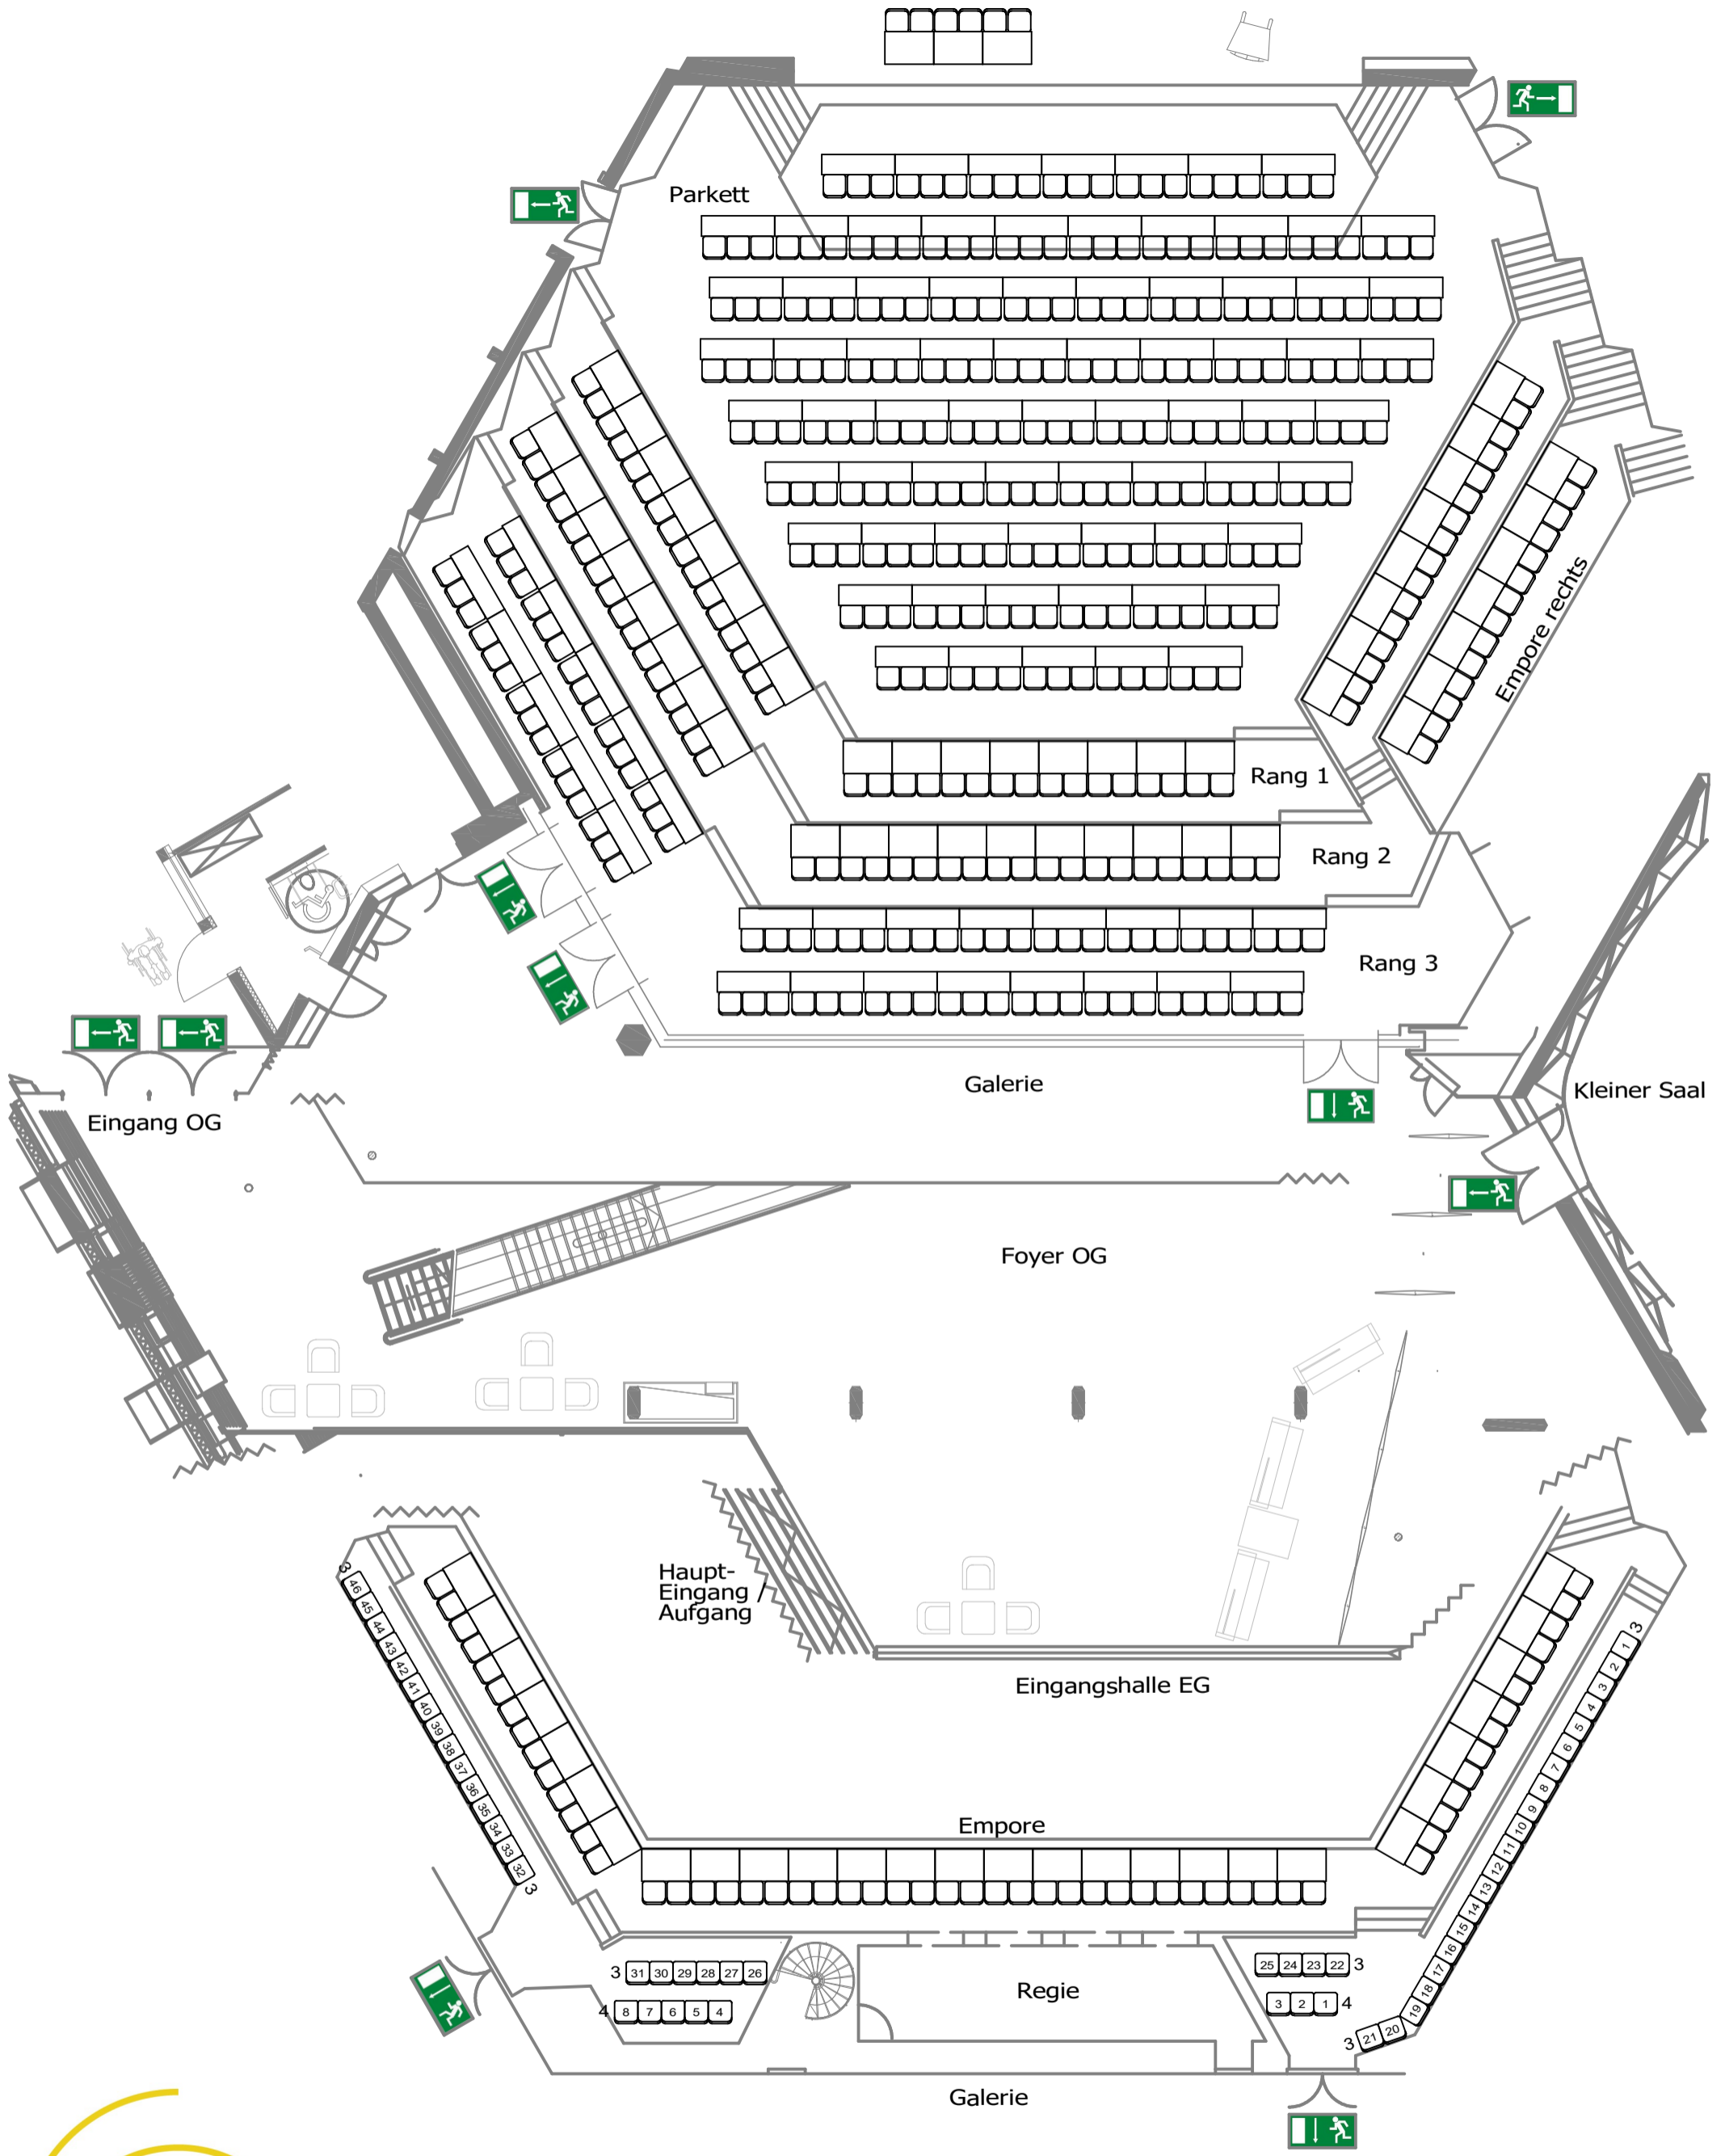 Parkett
Empore rechts
Rang 1
Rang 2
Rang 3
Galerie
Kleiner Saal
Eingang OG
Foyer OG
Haupt-
Eingang /
Aufgang
Eingangshalle EG
3
46
45
44
43
42
41
40
39
38
37
36
35
34
33
32
3
3
1
2
3
4
5
6
7
8
9
10
11
12
13
14
15
16
17
18
19
20
21
3
Empore
3 31 30 29 28 27 26
4 8 7 6 5 4
Regie
25 24 23 22 3
3 2 1 4
Galerie